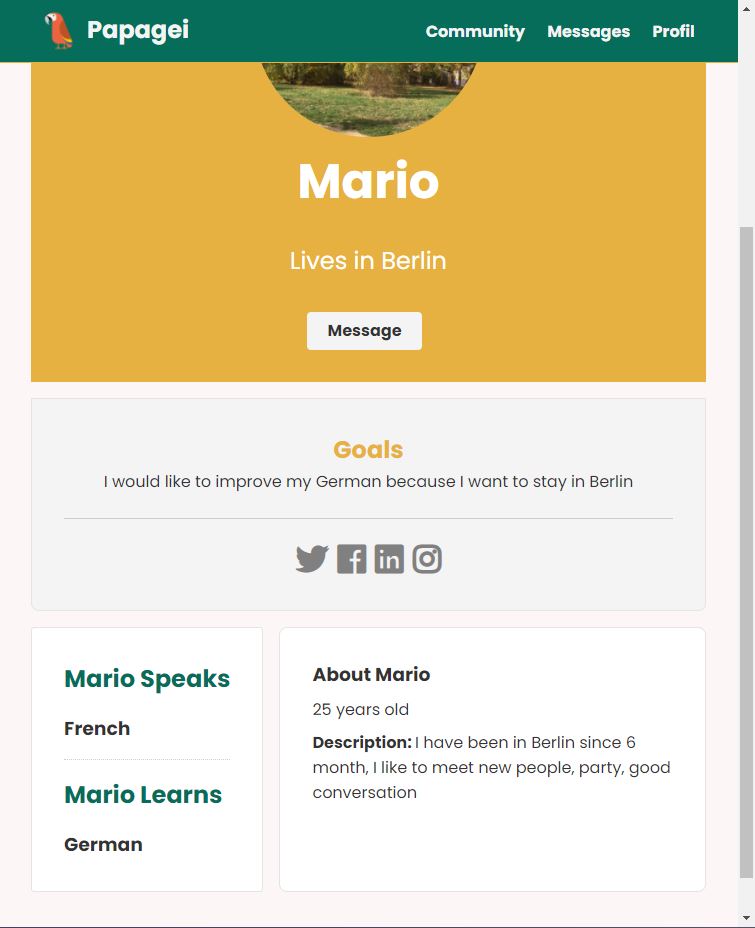 Papagei
Community Messages Profil
Mario
Lives in Berlin
Message
Goals
I would like to improve my German because I want to stay in Berlin
Mario Speaks
French
Mario Learns
German
About Mario
25 years old
Description: I have been in Berlin since 6
month, I like to meet new people, party, good
conversation